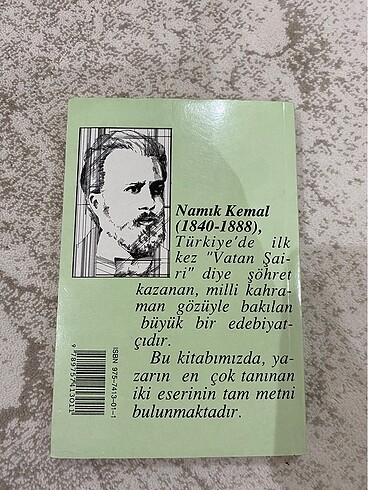 Namık Kemal
(1840-1888),
Türkiye'de ilk
kez "Vatan Şai-
ri" diye şöhret
kazanan, milli kahra-
man gözüyle bakılan
büyük bir edebiyat-
çıdır.
Bu kitabımızda, ya-
zarın en çok tanınan
iki eserinin tam metni
bulunmaktadır.
ISBN 975-7413-01-1